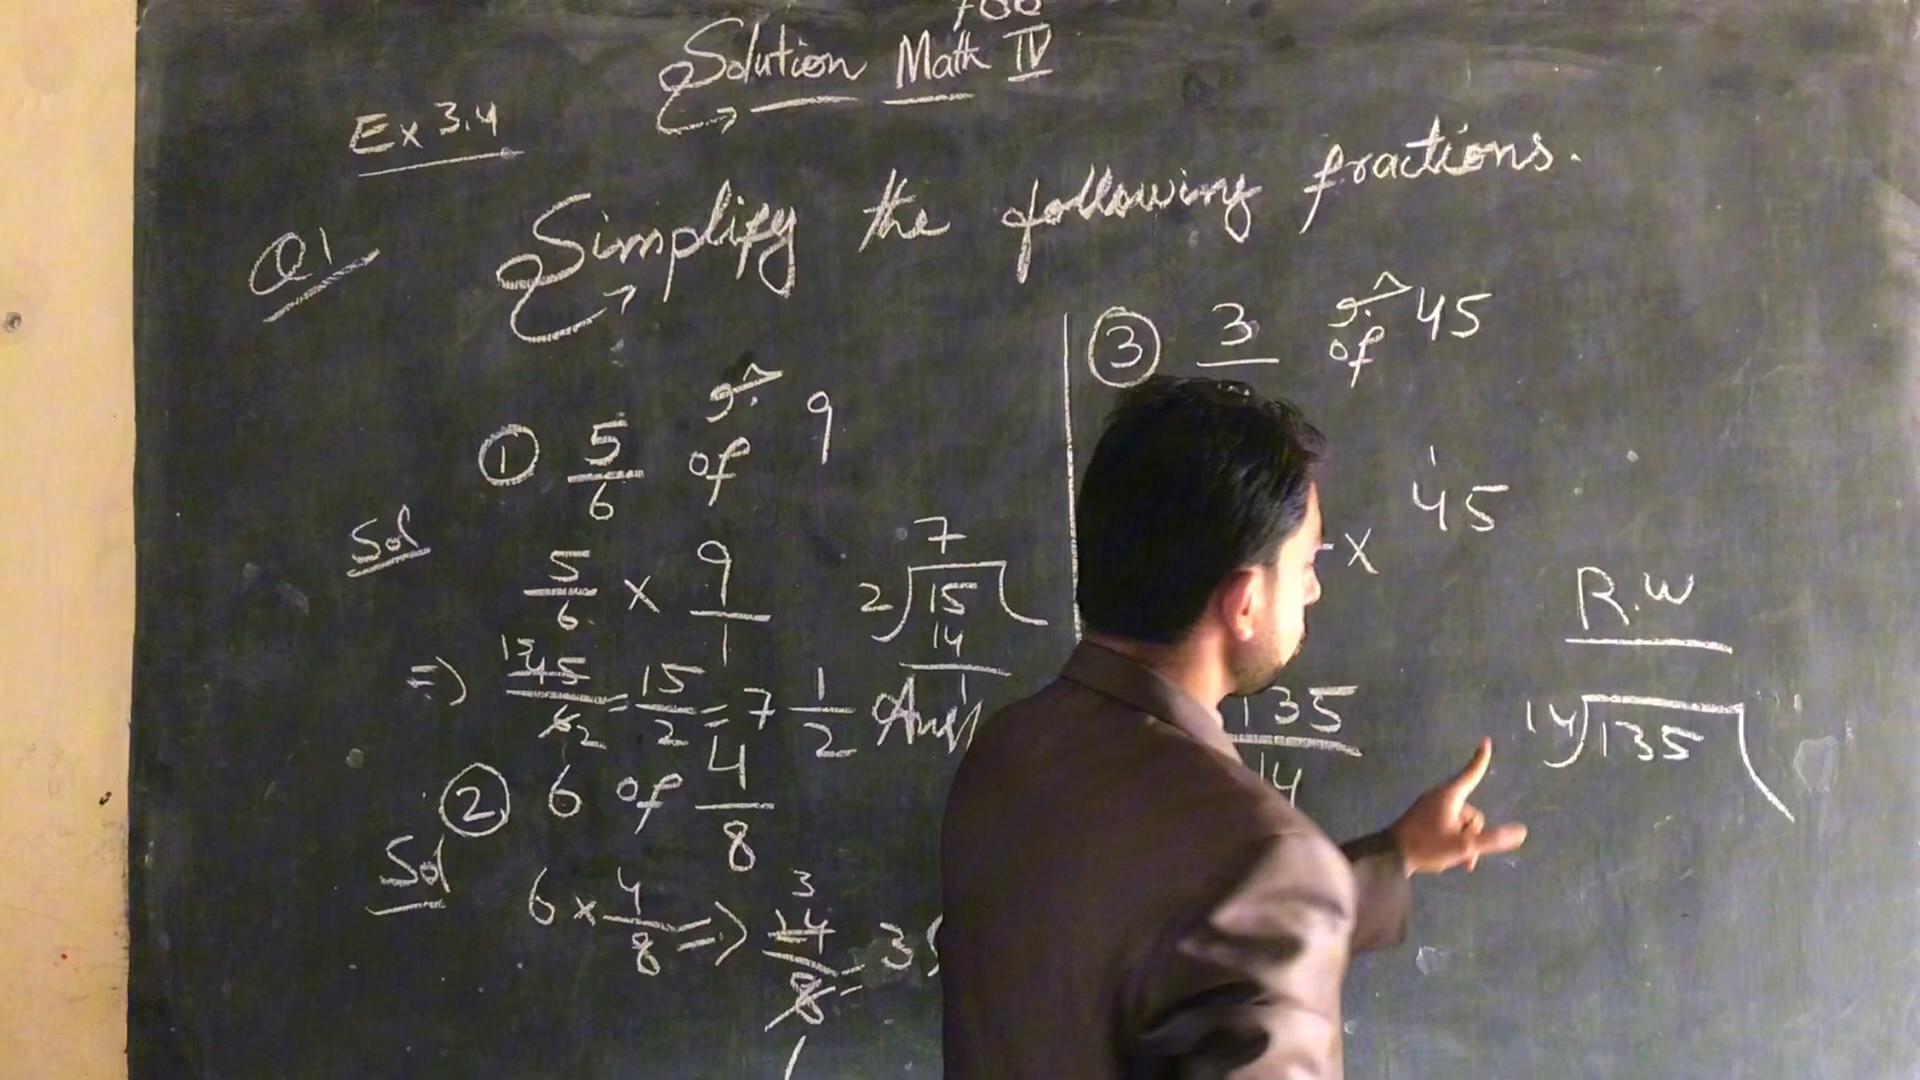 Solution Math IV
Ex 3.4
Q1 Simplify the following fractions.
① 5/6 of 9
Sol
5/6 × 9/1
⇒ 45/6 = 15/2 = 7 1/2 Ans
7
2)15(
14
1
② 6 of 4/8
Sol
6 × 4/8 ⇒ 24/8 = 3
③ 3 of 45
× 45
135
14
R.W
14)135(